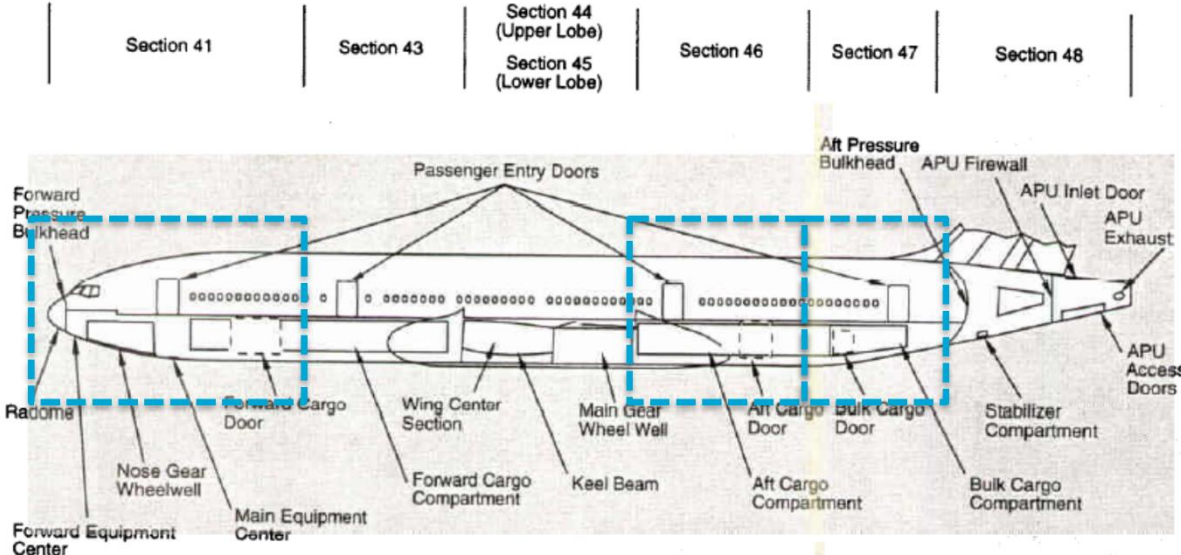 Section 41
Section 43
Section 44
(Upper Lobe)
Section 45
(Lower Lobe)
Section 46
Section 47
Section 48
Passenger Entry Doors
Aft Pressure
Bulkhead
APU Firewall
APU Inlet Door
APU
Exhaust
Forward
Pressure
Bulkhead
Radome
Forward Cargo
Door
Wing Center
Section
Main Gear
Wheel Well
Aft Cargo
Door
Bulk Cargo
Door
Stabilizer
Compartment
APU
Access
Doors
Nose Gear
Wheelwell
Forward Cargo
Compartment
Keel Beam
Aft Cargo
Compartment
Bulk Cargo
Compartment
Forward Equipment
Center
Main Equipment
Center